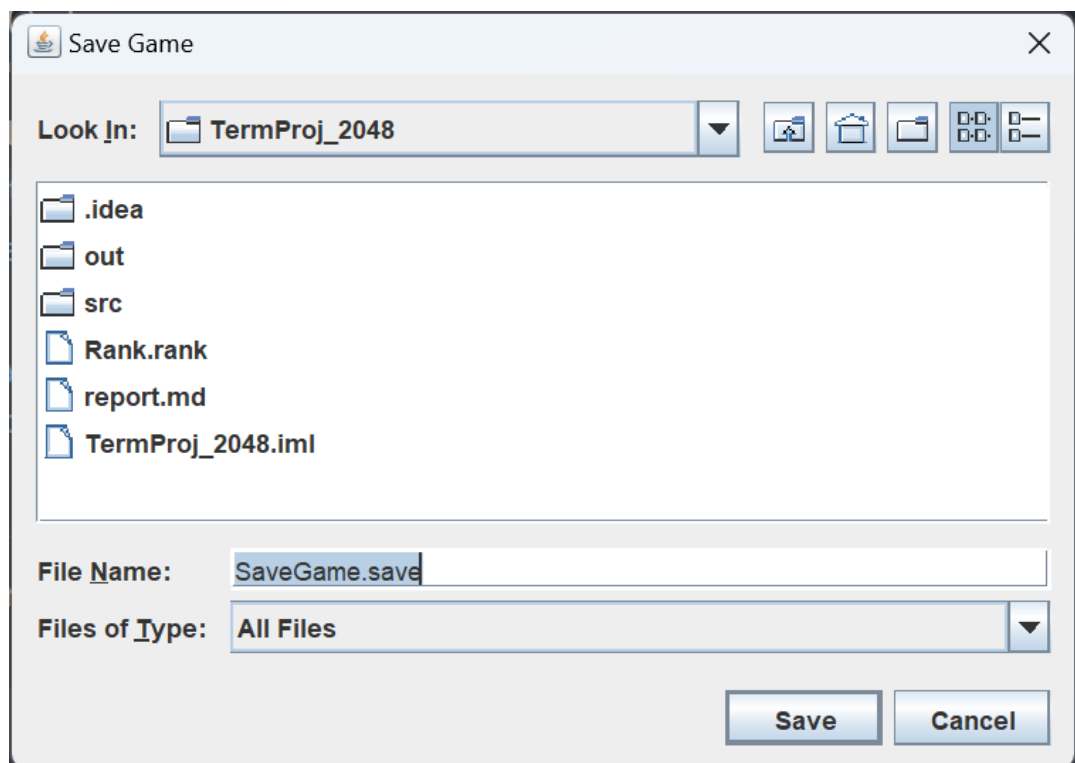 Save Game
Look In: TermProj_2048
.idea
out
src
Rank.rank
report.md
TermProj_2048.iml
File Name: SaveGame.save
Files of Type: All Files
Save Cancel